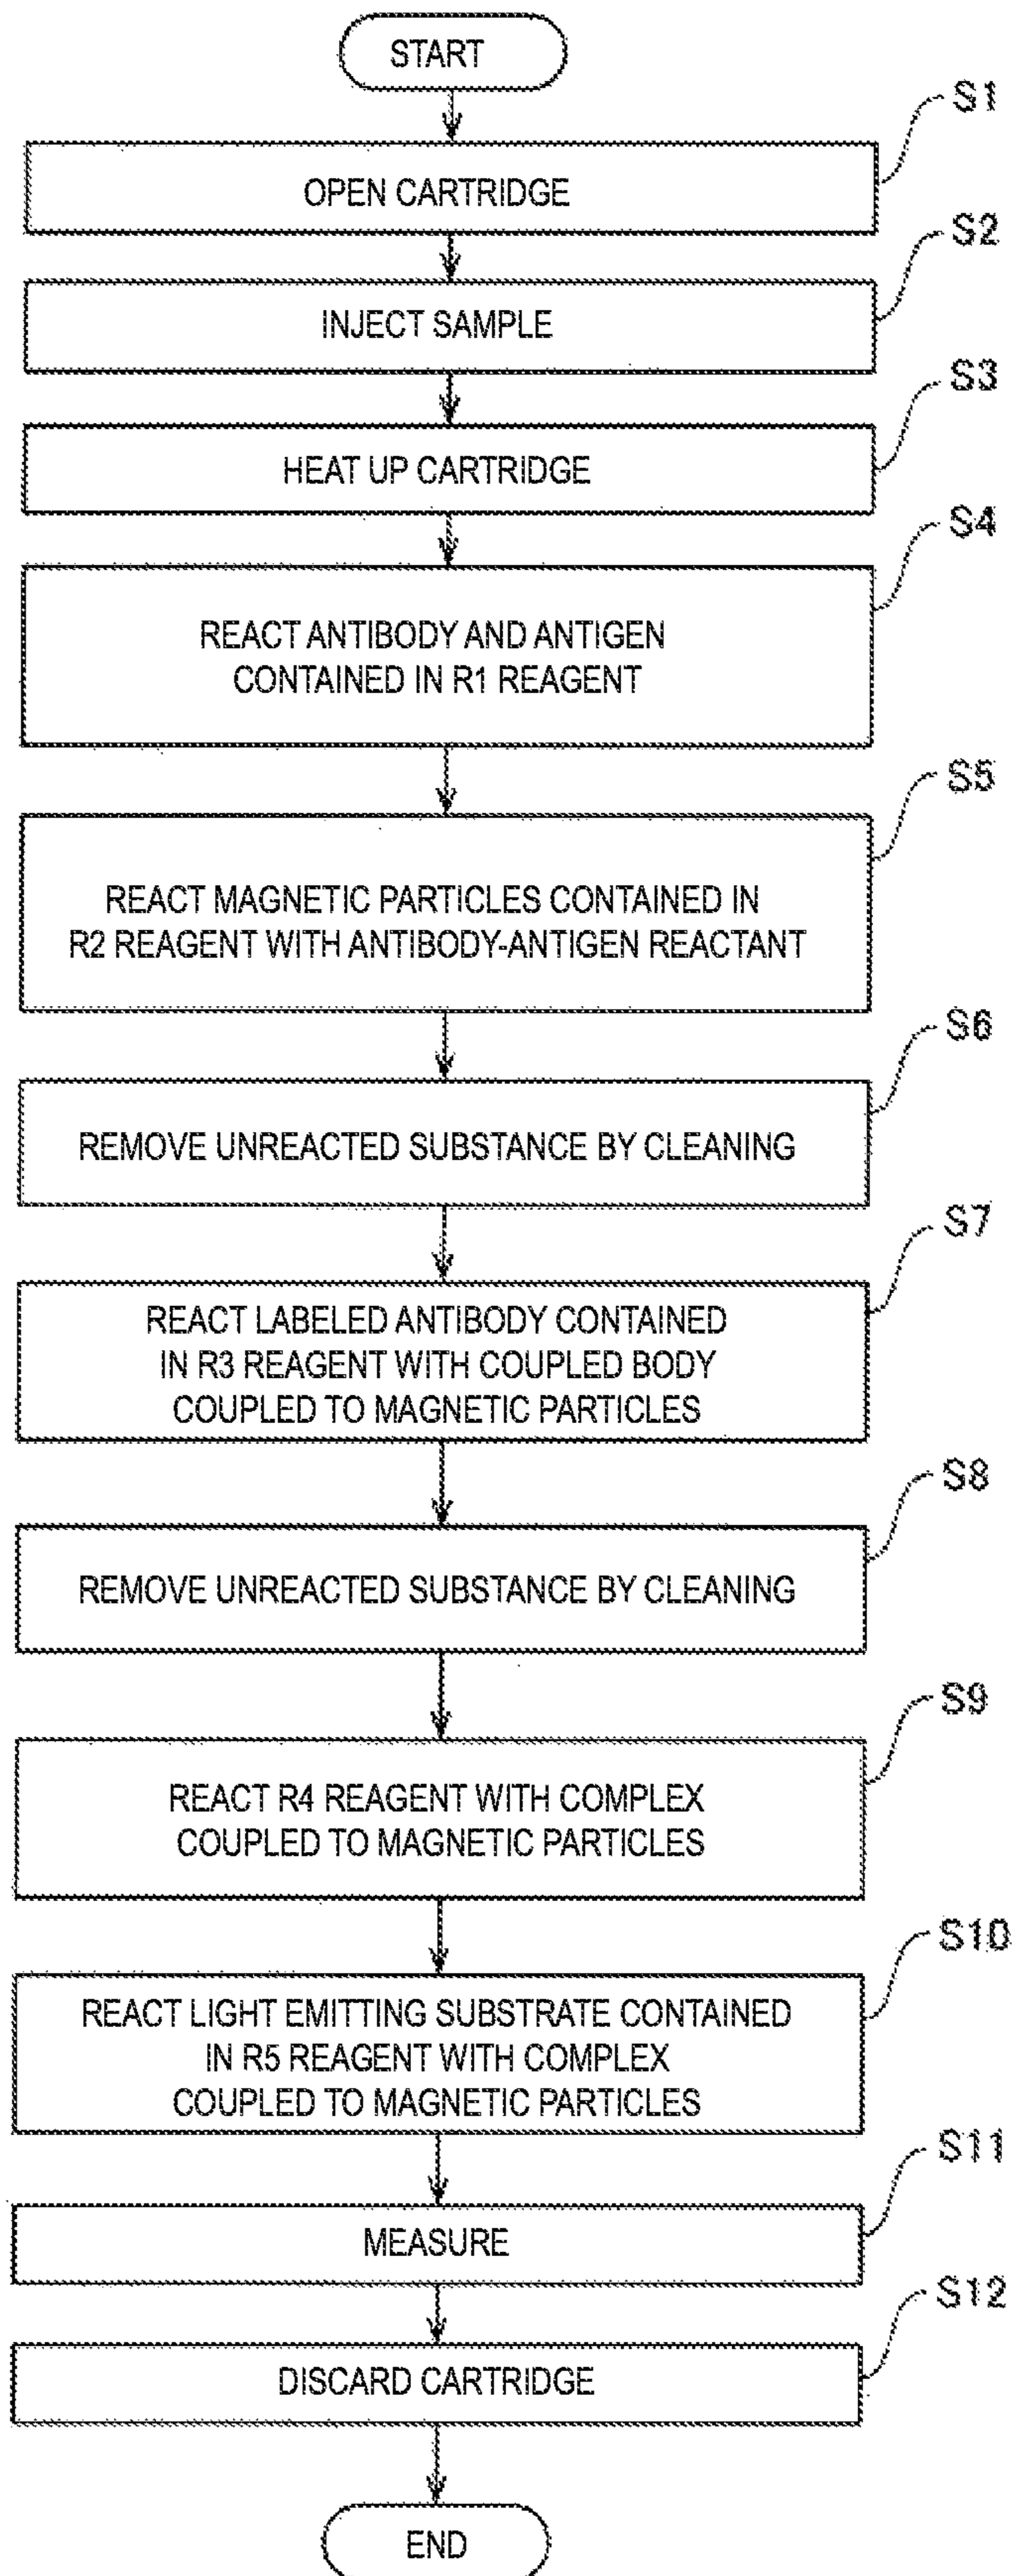 START
S1
OPEN CARTRIDGE
S2
INJECT SAMPLE
S3
HEAT UP CARTRIDGE
S4
REACT ANTIBODY AND ANTIGEN
CONTAINED IN R1 REAGENT
S5
REACT MAGNETIC PARTICLES CONTAINED IN
R2 REAGENT WITH ANTIBODY-ANTIGEN REACTANT
S6
REMOVE UNREACTED SUBSTANCE BY CLEANING
S7
REACT LABELED ANTIBODY CONTAINED
IN R3 REAGENT WITH COUPLED BODY
COUPLED TO MAGNETIC PARTICLES
S8
REMOVE UNREACTED SUBSTANCE BY CLEANING
S9
REACT R4 REAGENT WITH COMPLEX
COUPLED TO MAGNETIC PARTICLES
S10
REACT LIGHT EMITTING SUBSTRATE CONTAINED
IN R5 REAGENT WITH COMPLEX
COUPLED TO MAGNETIC PARTICLES
S11
MEASURE
S12
DISCARD CARTRIDGE
END